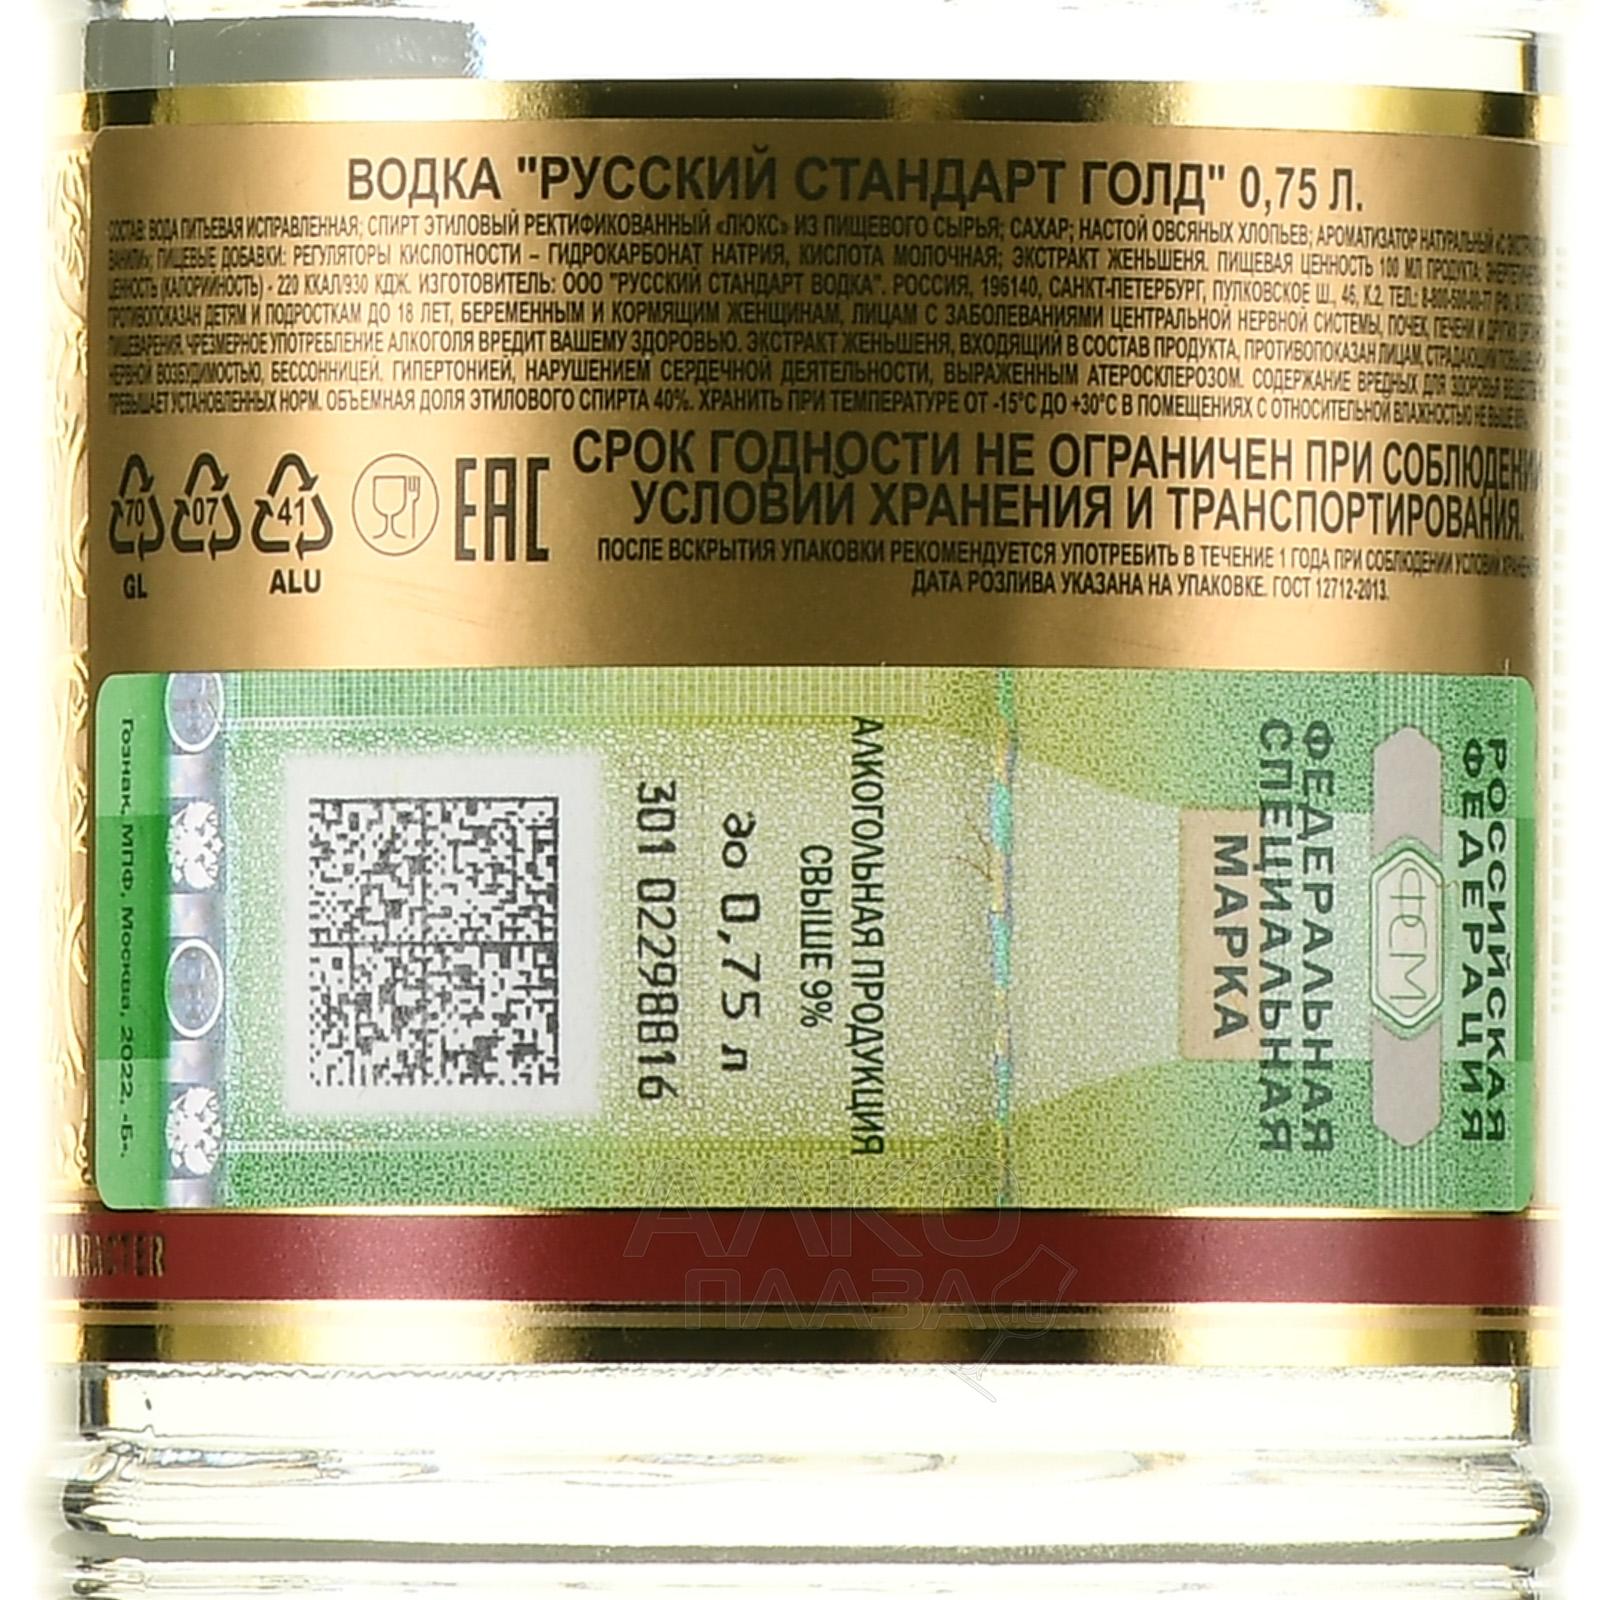 ВОДКА "РУССКИЙ СТАНДАРТ ГОЛД" 0,75 Л.
СОСТАВ: ВОДА ПИТЬЕВАЯ ИСПРАВЛЕННАЯ; СПИРТ ЭТИЛОВЫЙ РЕКТИФИКОВАННЫЙ «ЛЮКС» ИЗ ПИЩЕВОГО СЫРЬЯ; САХАР; НАСТОЙ ОВСЯНЫХ ХЛОПЬЕВ; АРОМАТИЗАТОР НАТУРАЛЬНЫЙ
ВАНИЛИ»; ПИЩЕВЫЕ ДОБАВКИ: РЕГУЛЯТОРЫ КИСЛОТНОСТИ – ГИДРОКАРБОНАТ НАТРИЯ, КИСЛОТА МОЛОЧНАЯ; ЭКСТРАКТ ЖЕНЬШЕНЯ. ПИЩЕВАЯ ЦЕННОСТЬ 100 МЛ ПРОДУКТА:
ЦЕННОСТЬ (КАЛОРИЙНОСТЬ) - 220 ККАЛ/930 КДЖ. ИЗГОТОВИТЕЛЬ: ООО "РУССКИЙ СТАНДАРТ ВОДКА". РОССИЯ, 196140, САНКТ-ПЕТЕРБУРГ, ПУЛКОВСКОЕ Ш., 46, К.2. ТЕЛ.:
ПРОТИВОПОКАЗАН ДЕТЯМ И ПОДРОСТКАМ ДО 18 ЛЕТ, БЕРЕМЕННЫМ И КОРМЯЩИМ ЖЕНЩИНАМ, ЛИЦАМ С ЗАБОЛЕВАНИЯМИ ЦЕНТРАЛЬНОЙ НЕРВНОЙ СИСТЕМЫ, ПОЧЕК, ПЕЧЕНИ И ДРУГИХ
ПИЩЕВАРЕНИЯ. ЧРЕЗМЕРНОЕ УПОТРЕБЛЕНИЕ АЛКОГОЛЯ ВРЕДИТ ВАШЕМУ ЗДОРОВЬЮ. ЭКСТРАКТ ЖЕНЬШЕНЯ, ВХОДЯЩИЙ В СОСТАВ ПРОДУКТА, ПРОТИВОПОКАЗАН ЛИЦАМ, СТРАДАЮЩИМ
НЕРВНОЙ ВОЗБУДИМОСТЬЮ, БЕССОННИЦЕЙ, ГИПЕРТОНИЕЙ, НАРУШЕНИЕМ СЕРДЕЧНОЙ ДЕЯТЕЛЬНОСТИ, ВЫРАЖЕННЫМ АТЕРОСКЛЕРОЗОМ. СОДЕРЖАНИЕ ВРЕДНЫХ ДЛЯ ЗДОРОВЬЯ
ПРЕВЫШАЕТ УСТАНОВЛЕННЫХ НОРМ. ОБЪЕМНАЯ ДОЛЯ ЭТИЛОВОГО СПИРТА 40%. ХРАНИТЬ ПРИ ТЕМПЕРАТУРЕ ОТ -15°С ДО +30°С В ПОМЕЩЕНИЯХ С ОТНОСИТЕЛЬНОЙ ВЛАЖНОСТЬЮ НЕ ВЫШЕ
СРОК ГОДНОСТИ НЕ ОГРАНИЧЕН ПРИ СОБЛЮДЕНИИ
УСЛОВИЙ ХРАНЕНИЯ И ТРАНСПОРТИРОВАНИЯ.
ПОСЛЕ ВСКРЫТИЯ УПАКОВКИ РЕКОМЕНДУЕТСЯ УПОТРЕБИТЬ В ТЕЧЕНИЕ 1 ГОДА ПРИ СОБЛЮДЕНИИ УСЛОВИЙ
ДАТА РОЗЛИВА УКАЗАНА НА УПАКОВКЕ. ГОСТ 12712-2013.
70 07 41
GL ALU
EAC
РОССИЙСКАЯ
ФЕДЕРАЦИЯ
ФСМ
ФЕДЕРАЛЬНАЯ
СПЕЦИАЛЬНАЯ
МАРКА
АЛКОГОЛЬНАЯ ПРОДУКЦИЯ
СВЫШЕ 9%
до 0,75 л
301 02298816
Гознак, МПФ, Москва, 2022, «Б».
CHARACTER
АЛКО
ПЛАЗА
.ru